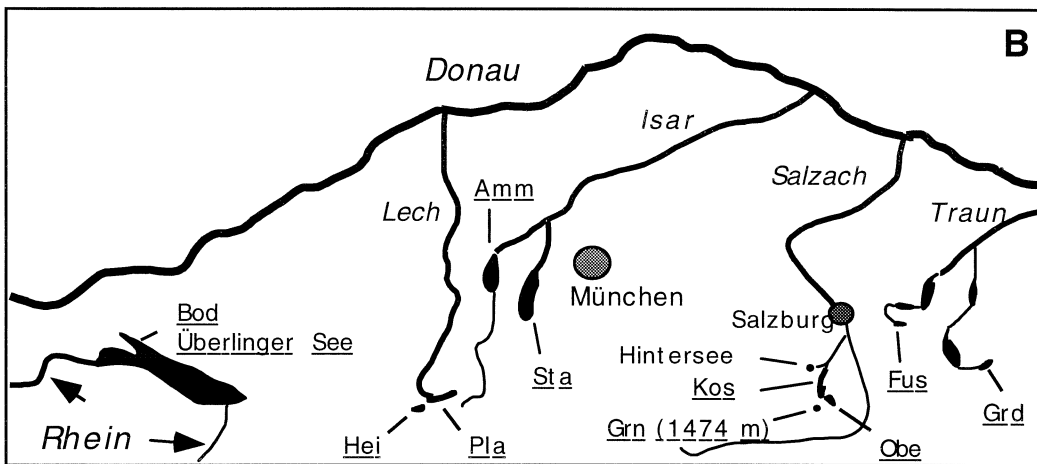 B
Donau
Isar
Salzach
Amm
Lech
Traun
München
Bod
Überlinger See
Salzburg
Hintersee
Sta
Kos
Fus
Grn (1474 m)
Grd
Rhein
Hei
Pla
Obe